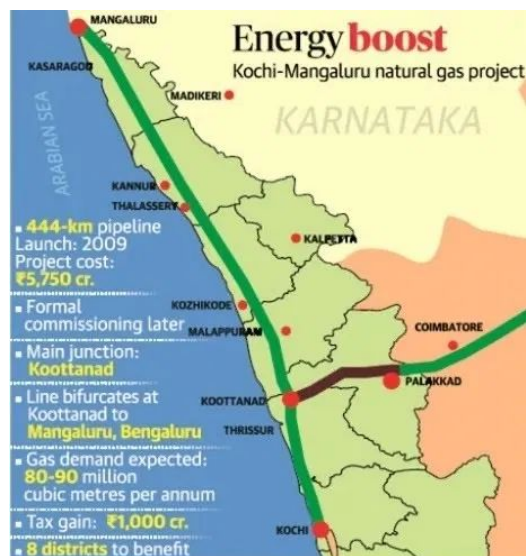 Energy boost
Kochi-Mangaluru natural gas project
MANGALURU
KASARAGOD
MADIKERI
KARNATAKA
ARABIAN SEA
KANNUR
THALASSERY
KALPETTA
KOZHIKODE
MALAPPURAM
COIMBATORE
KOOTTANAD
PALAKKAD
THRISSUR
KOCHI
444-km pipeline
Launch: 2009
Project cost:
₹5,750 cr.
Formal
commissioning later
Main junction:
Koottanad
Line bifurcates at
Koottanad to
Mangaluru, Bengaluru
Gas demand expected:
80-90 million
cubic metres per annum
Tax gain: ₹1,000 cr.
8 districts to benefit